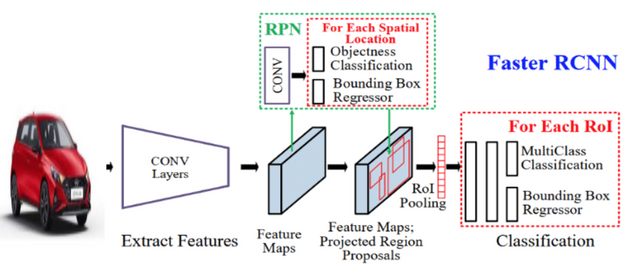 RPN
For Each Spatial
Location
CONV
Objectness
Classification
Bounding Box
Regressor
Faster RCNN
CONV
Layers
Extract Features
Feature
Maps
Feature Maps;
Projected Region
Proposals
RoI
Pooling
For Each RoI
MultiClass
Classification
Bounding Box
Regressor
Classification